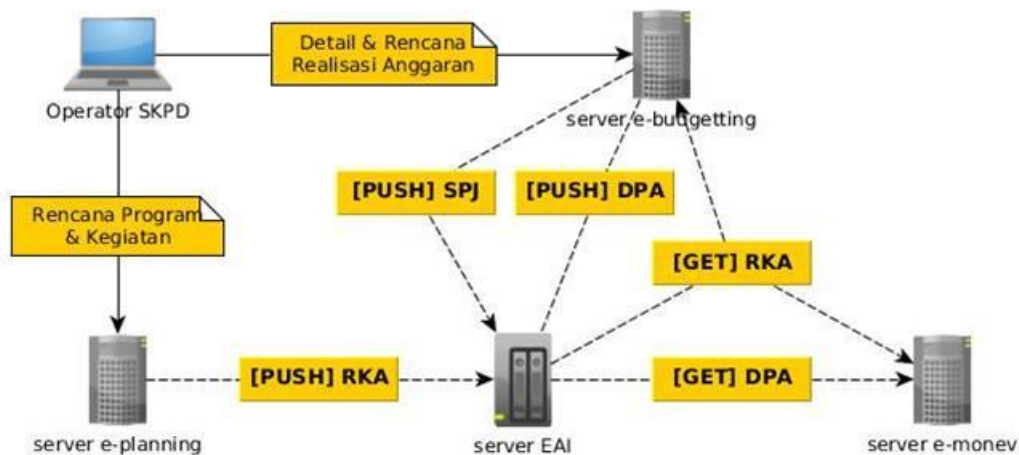 Detail & Rencana
Realisasi Anggaran
Operator SKPD
server e-budgetting
[PUSH] SPJ
[PUSH] DPA
Rencana Program
& Kegiatan
[GET] RKA
[PUSH] RKA
[GET] DPA
server e-planning
server EAI
server e-monev